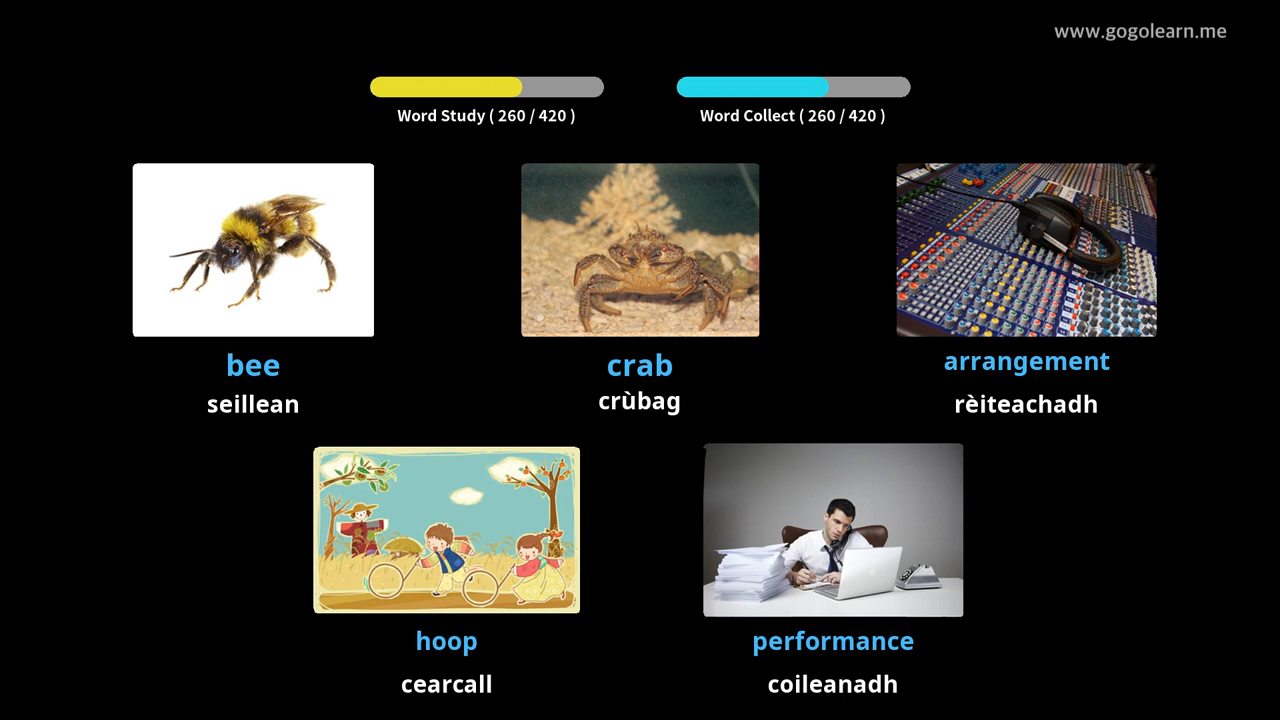 www.gogolearn.me
Word Study ( 260 / 420 )
Word Collect ( 260 / 420 )
bee
seillean
crab
crùbag
arrangement
rèiteachadh
hoop
cearcall
performance
coileanadh